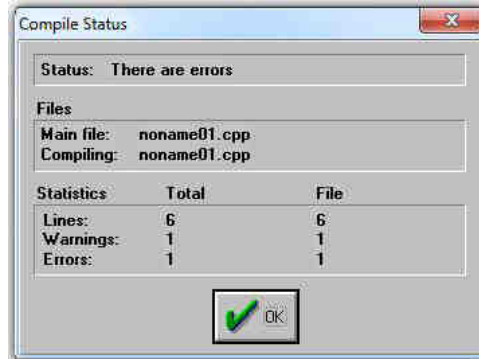 Compile Status
Status: There are errors
Files
Main file: noname01.cpp
Compiling: noname01.cpp
Statistics Total File
Lines: 6 6
Warnings: 1 1
Errors: 1 1
OK